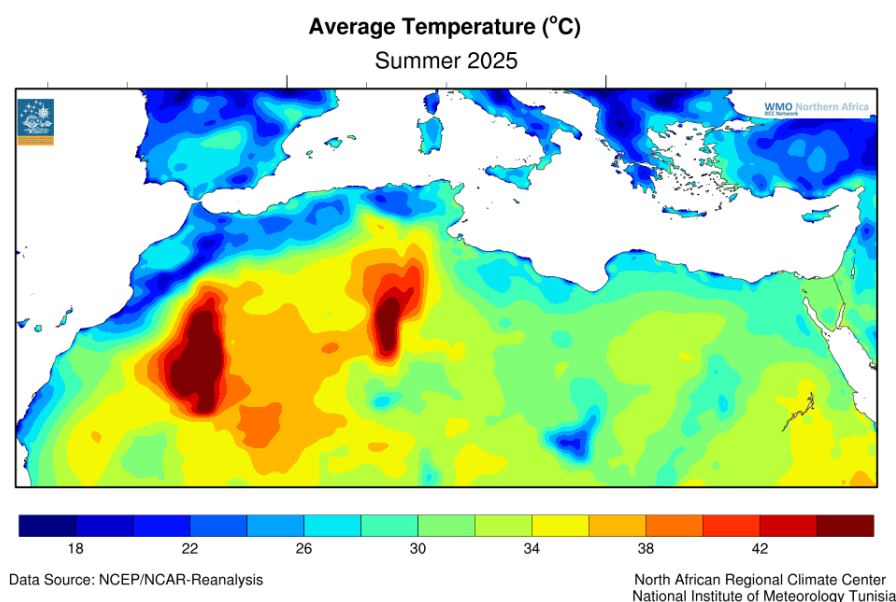 Average Temperature (°C)
Summer 2025
WMO Northern Africa
RCC Network
18 22 26 30 34 38 42
Data Source: NCEP/NCAR-Reanalysis
North African Regional Climate Center
National Institute of Meteorology Tunisia